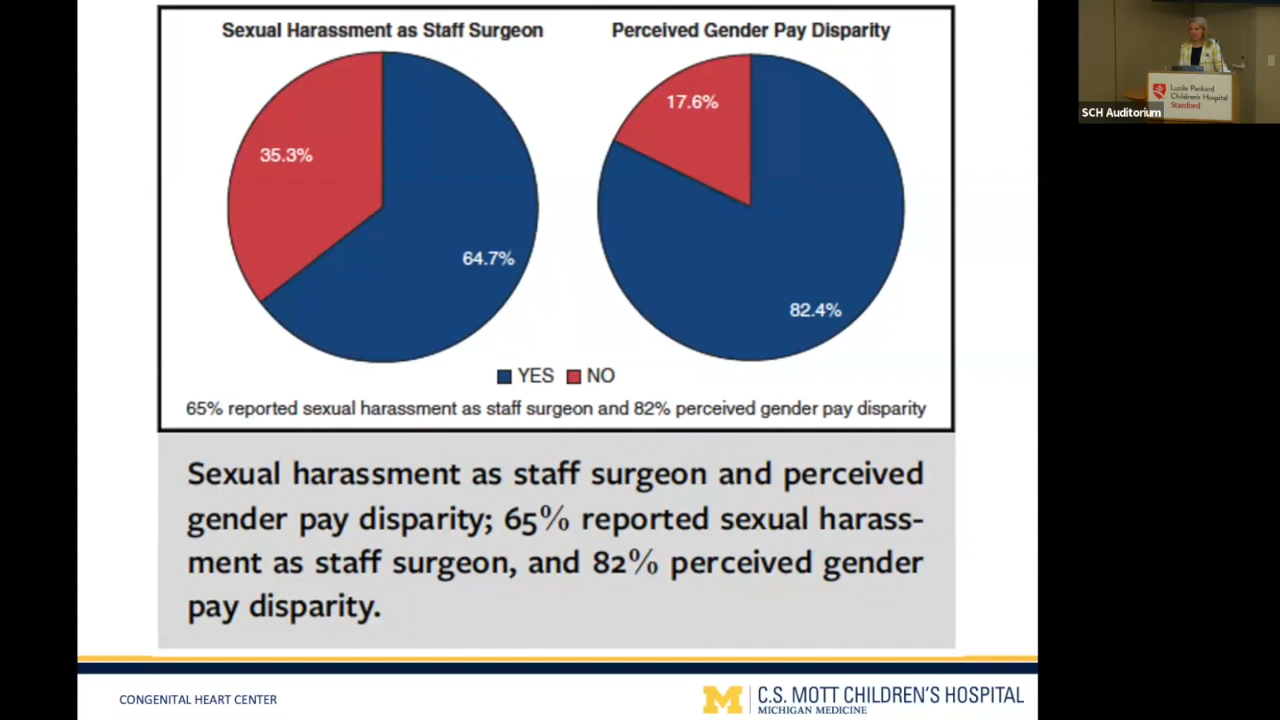 Sexual Harassment as Staff Surgeon
Perceived Gender Pay Disparity
35.3%
64.7%
17.6%
82.4%
YES NO
65% reported sexual harassment as staff surgeon and 82% perceived gender pay disparity
Sexual harassment as staff surgeon and perceived
gender pay disparity; 65% reported sexual harass-
ment as staff surgeon, and 82% perceived gender
pay disparity.
CONGENITAL HEART CENTER
M
C.S. MOTT CHILDREN'S HOSPITAL
MICHIGAN MEDICINE
Lucile Packard
Children's Hospital
Stanford
SCH Auditorium